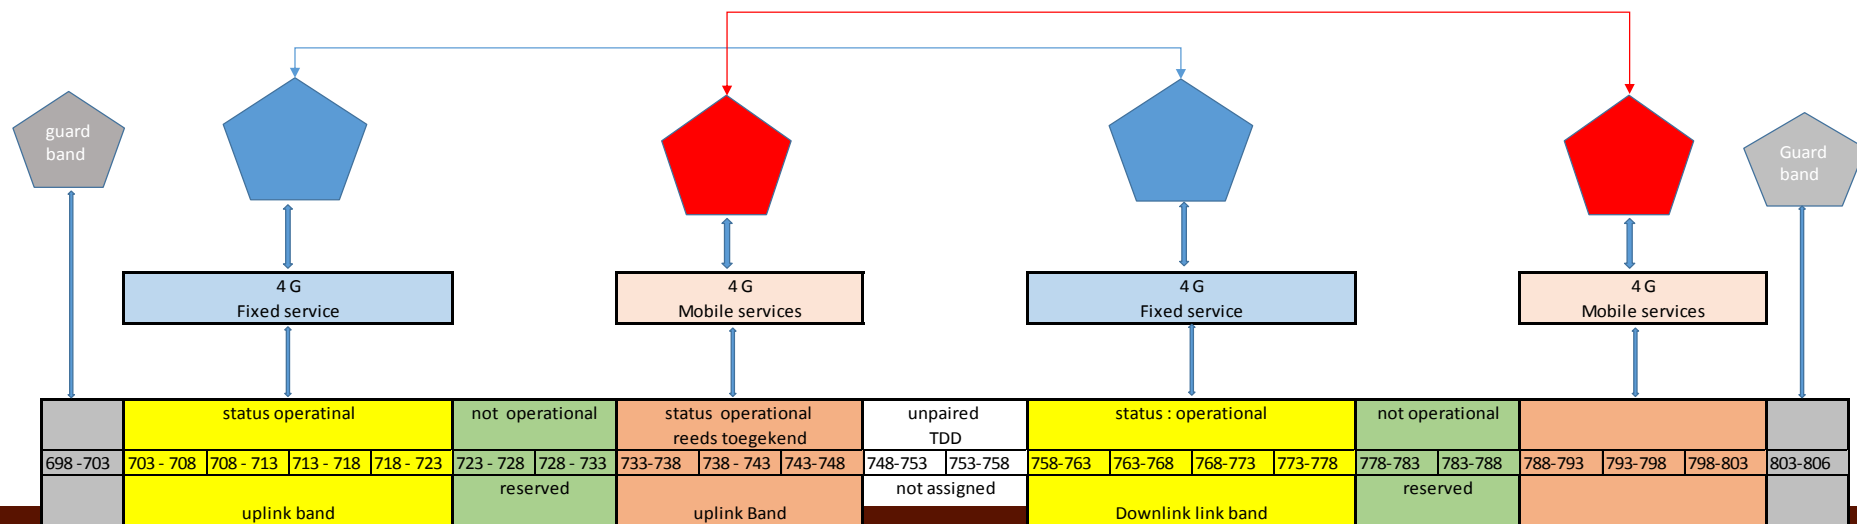 guard
band
Guard
band
4 G
Fixed service
4 G
Mobile services
4 G
Fixed service
4 G
Mobile services
status operatinal
not operational
status operational
reeds toegekend
unpaired
TDD
status : operational
not operational
698 -703
703 - 708
708 - 713
713 - 718
718 - 723
723 - 728
728 - 733
733-738
738 - 743
743-748
748-753
753-758
758-763
763-768
768-773
773-778
778-783
783-788
788-793
793-798
798-803
803-806
reserved
not assigned
reserved
uplink band
uplink Band
Downlink link band